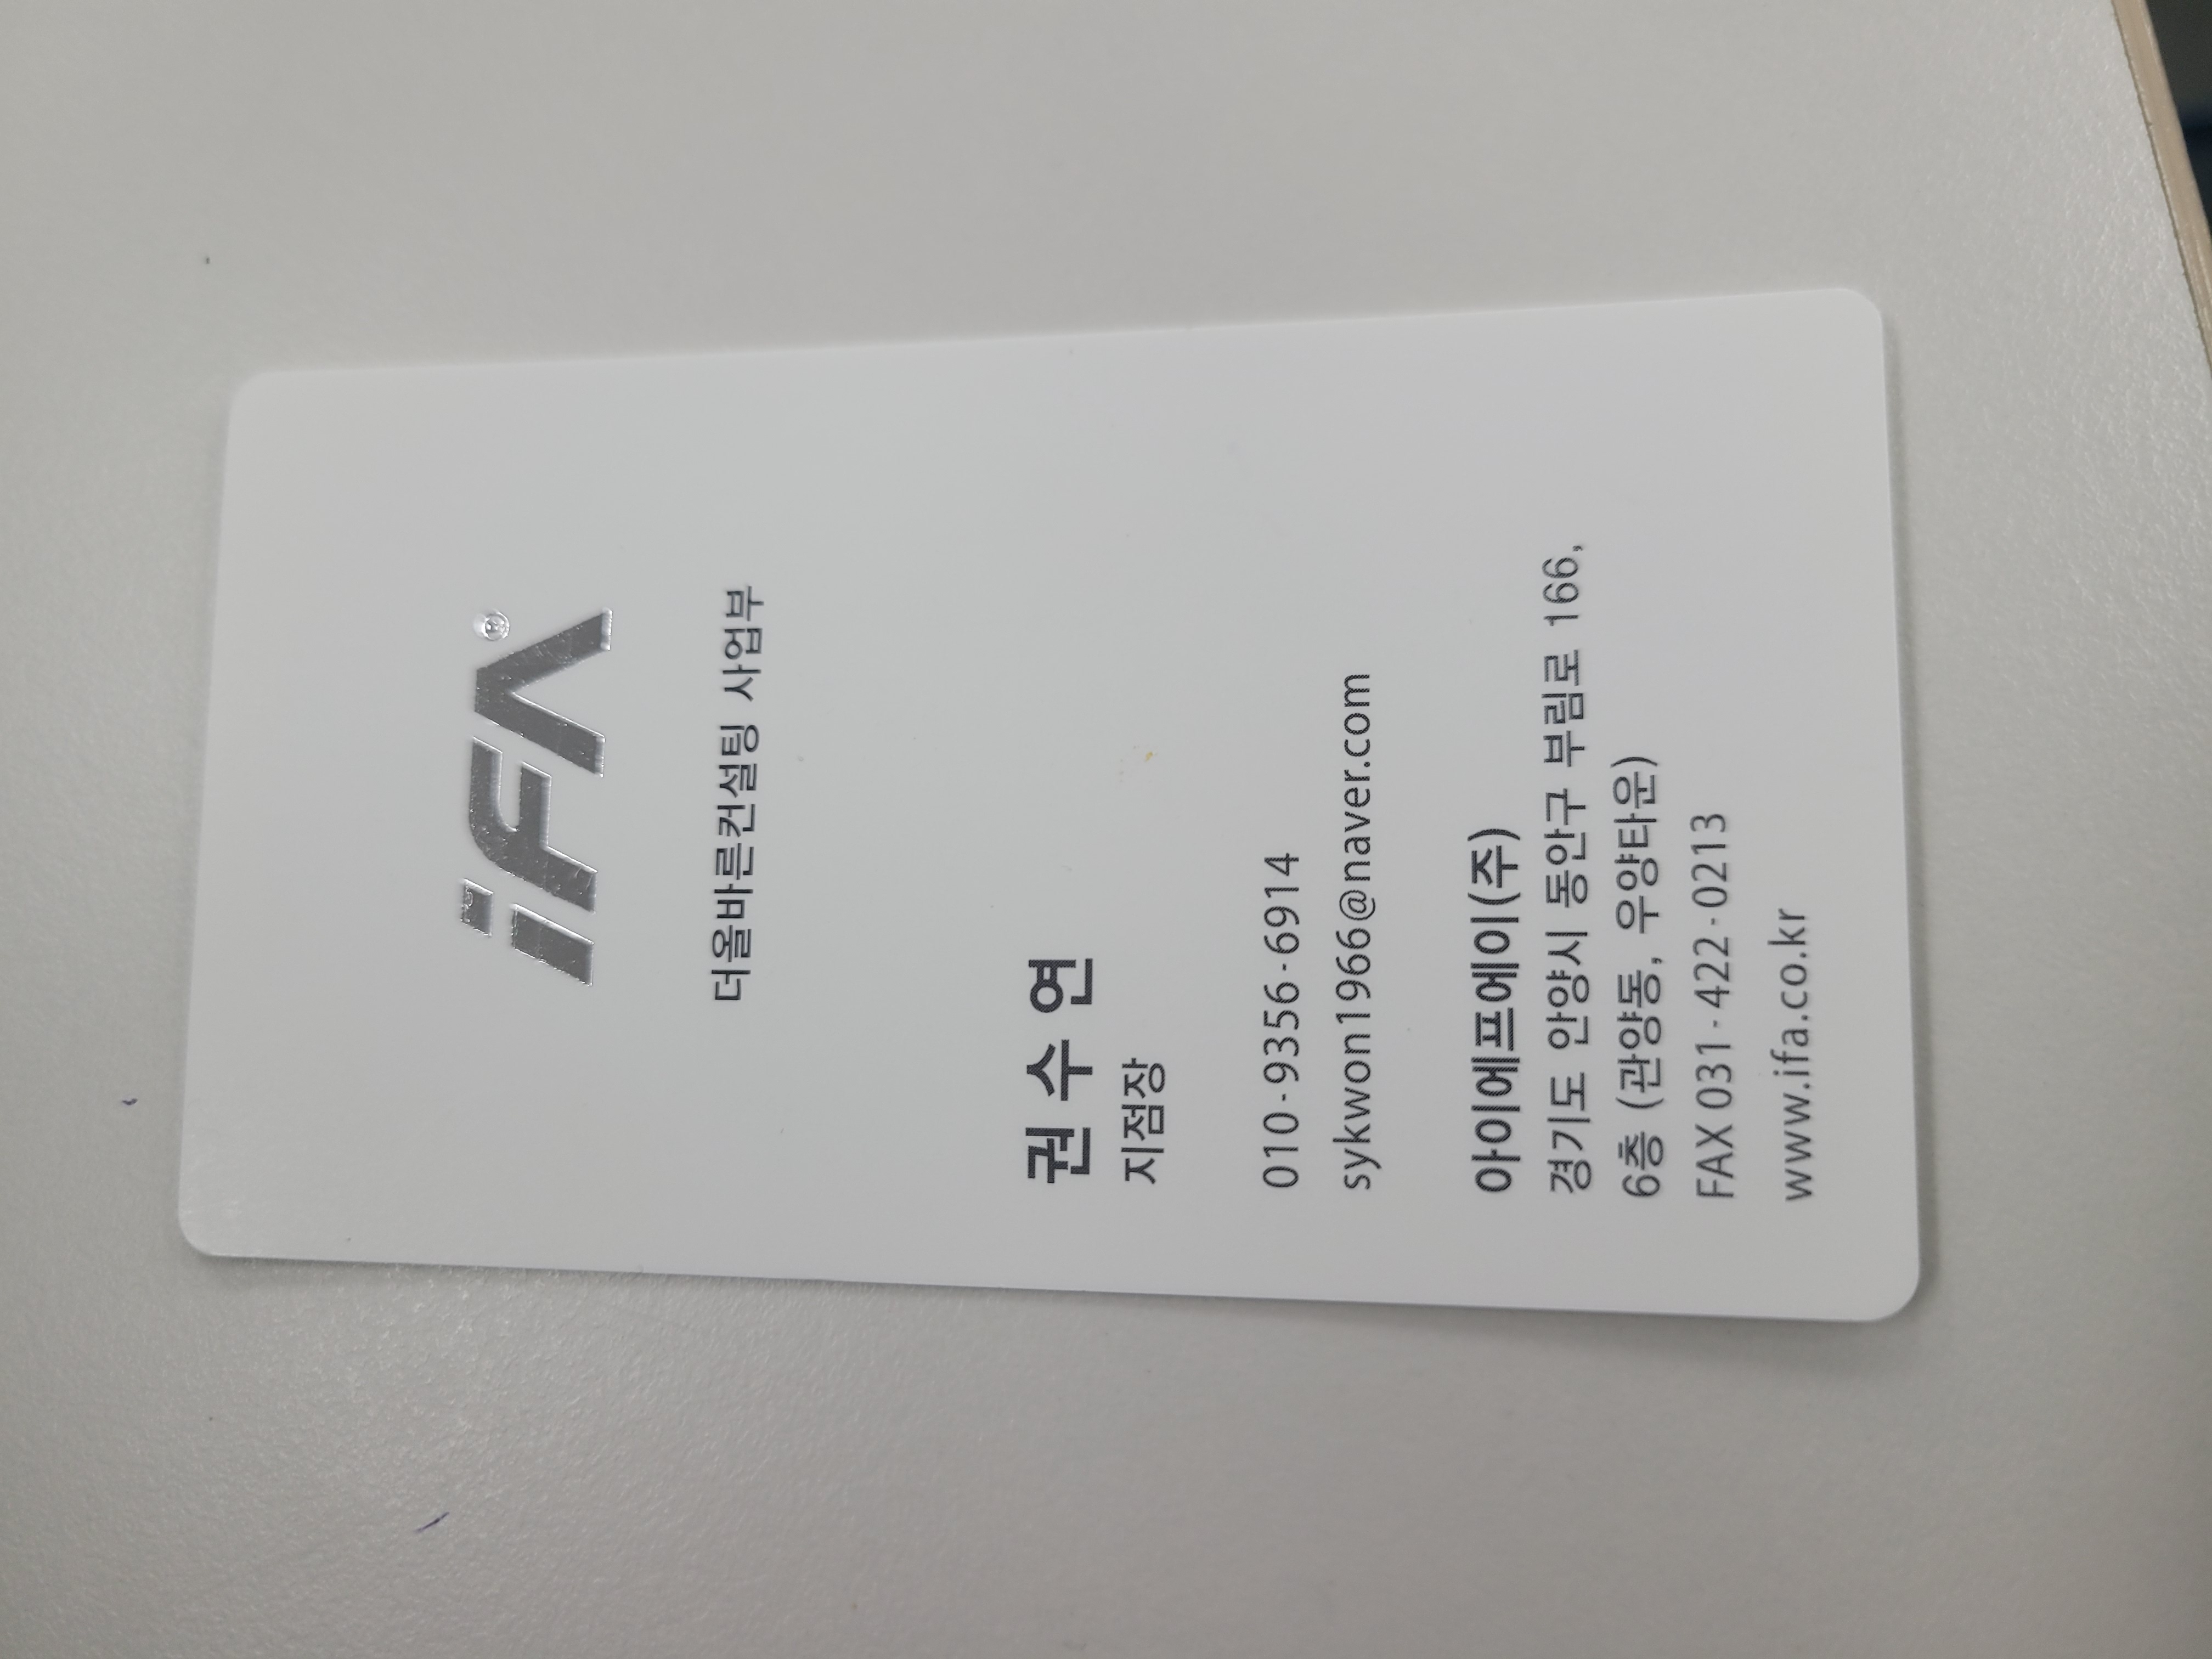 iFA®
더올바른컨설팅 사업부
권 수 연
지점장
010-9356-6914
sykwon1966@naver.com
아이에프에이(주)
경기도 안양시 동안구 부림로 166,
6층 (관양동, 우양타운)
FAX 031-422-0213
www.ifa.co.kr